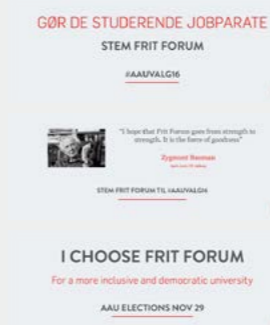 GØR DE STUDERENDE JOBPARATE
STEM FRIT FORUM
#AAUVALG16
"I hope that Frit Forum goes from strength to
strength. It is the force of goodness"
Zygmunt Bauman
STEM FRIT FORUM TIL #AAUVALG16
I CHOOSE FRIT FORUM
For a more inclusive and democratic university
AAU ELECTIONS NOV 29